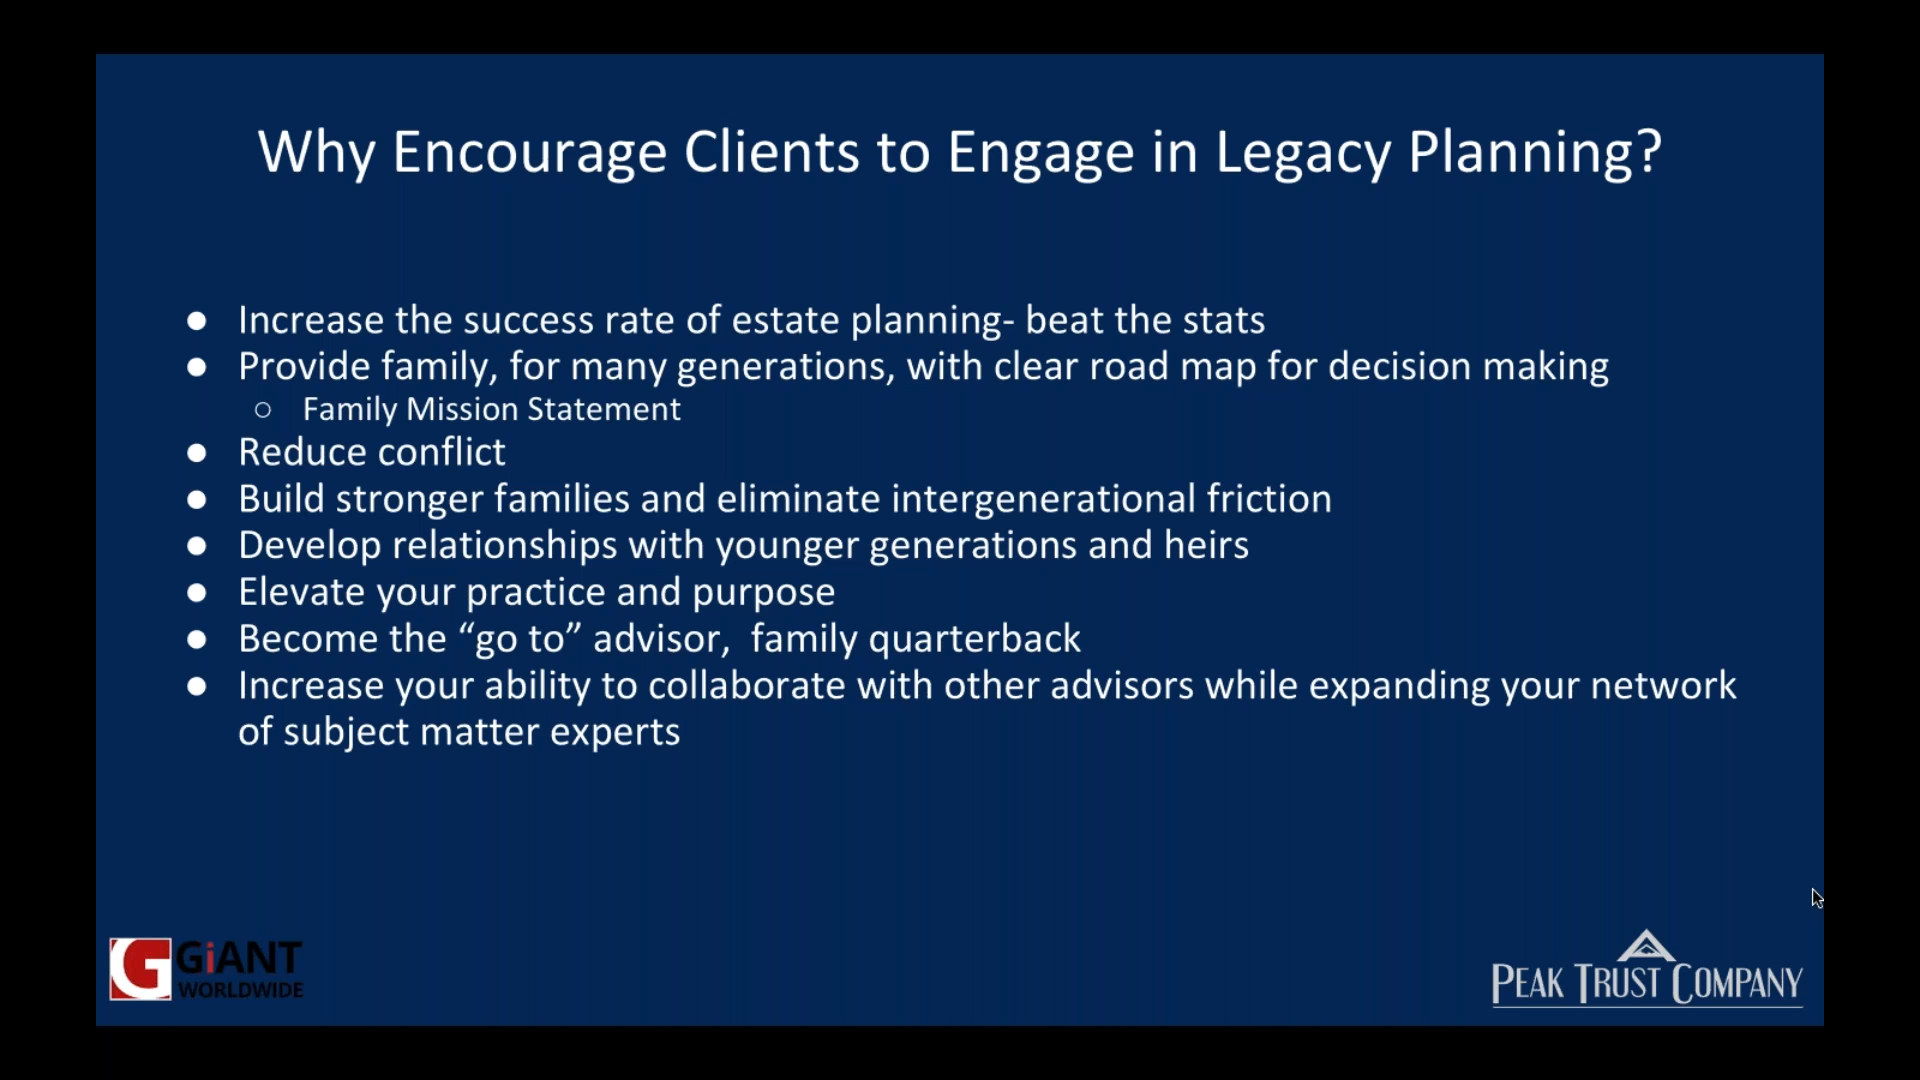 Why Encourage Clients to Engage in Legacy Planning?
● Increase the success rate of estate planning- beat the stats
● Provide family, for many generations, with clear road map for decision making
○ Family Mission Statement
● Reduce conflict
● Build stronger families and eliminate intergenerational friction
● Develop relationships with younger generations and heirs
● Elevate your practice and purpose
● Become the “go to” advisor,  family quarterback
● Increase your ability to collaborate with other advisors while expanding your network
of subject matter experts
G GiANT
WORLDWIDE
PEAK TRUST COMPANY